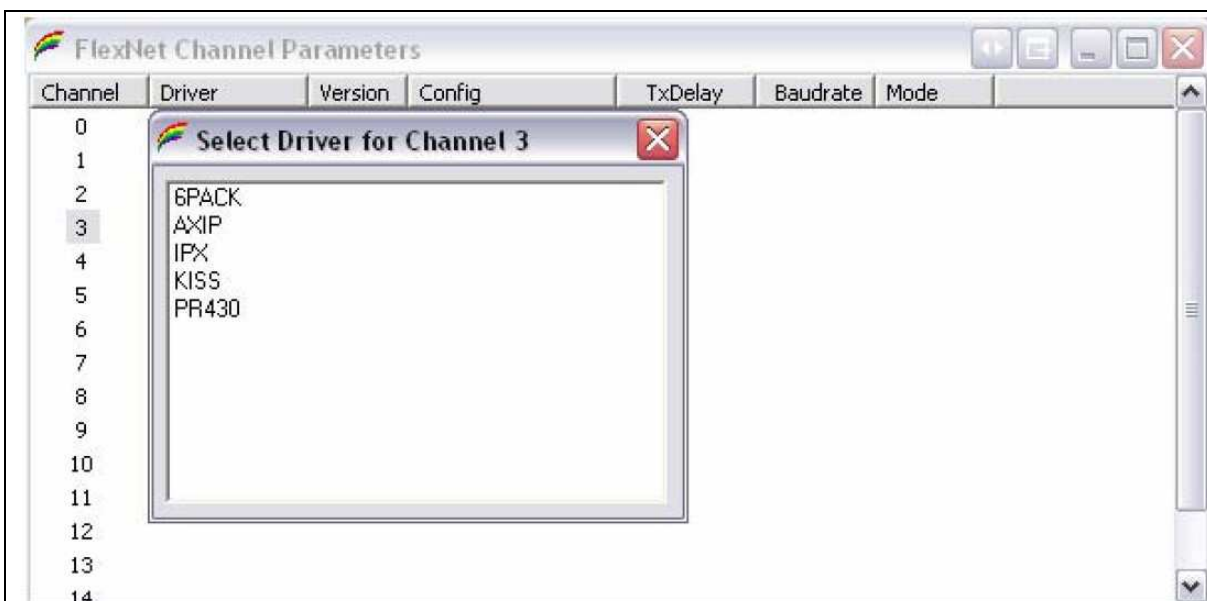 FlexNet Channel Parameters
Channel Driver Version Config TxDelay Baudrate Mode
0
Select Driver for Channel 3
1
2
6PACK
3
AXIP
IPX
4
KISS
5
PR430
6
7
8
9
10
11
12
13
14